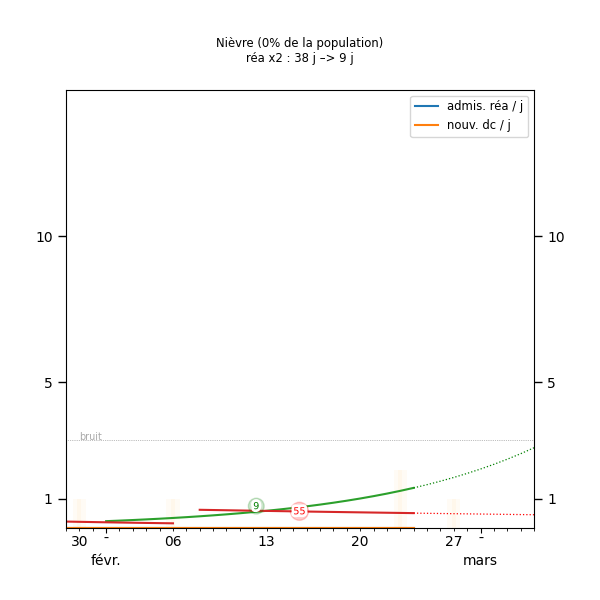 Nièvre (0% de la population)
réa x2 : 38 j –> 9 j
admis. réa / j
nouv. dc / j
10
10
5
5
bruit
1
1
9
55
30
06
13
20
27
févr.
mars